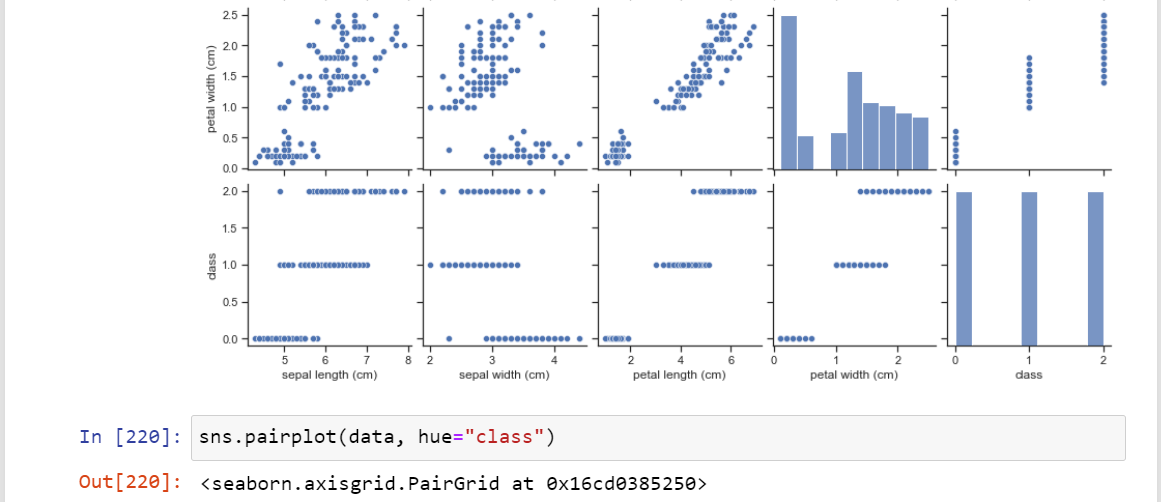 2.5
2.0
1.5
1.0
0.5
0.0
petal width (cm)
2.0
1.5
1.0
0.5
0.0
class
5 6 7 8 2 3 4 2 4 6 0 1 2 0 1 2
sepal length (cm) sepal width (cm) petal length (cm) petal width (cm) class
In [220]: sns.pairplot(data, hue="class")
Out[220]: <seaborn.axisgrid.PairGrid at 0x16cd0385250>